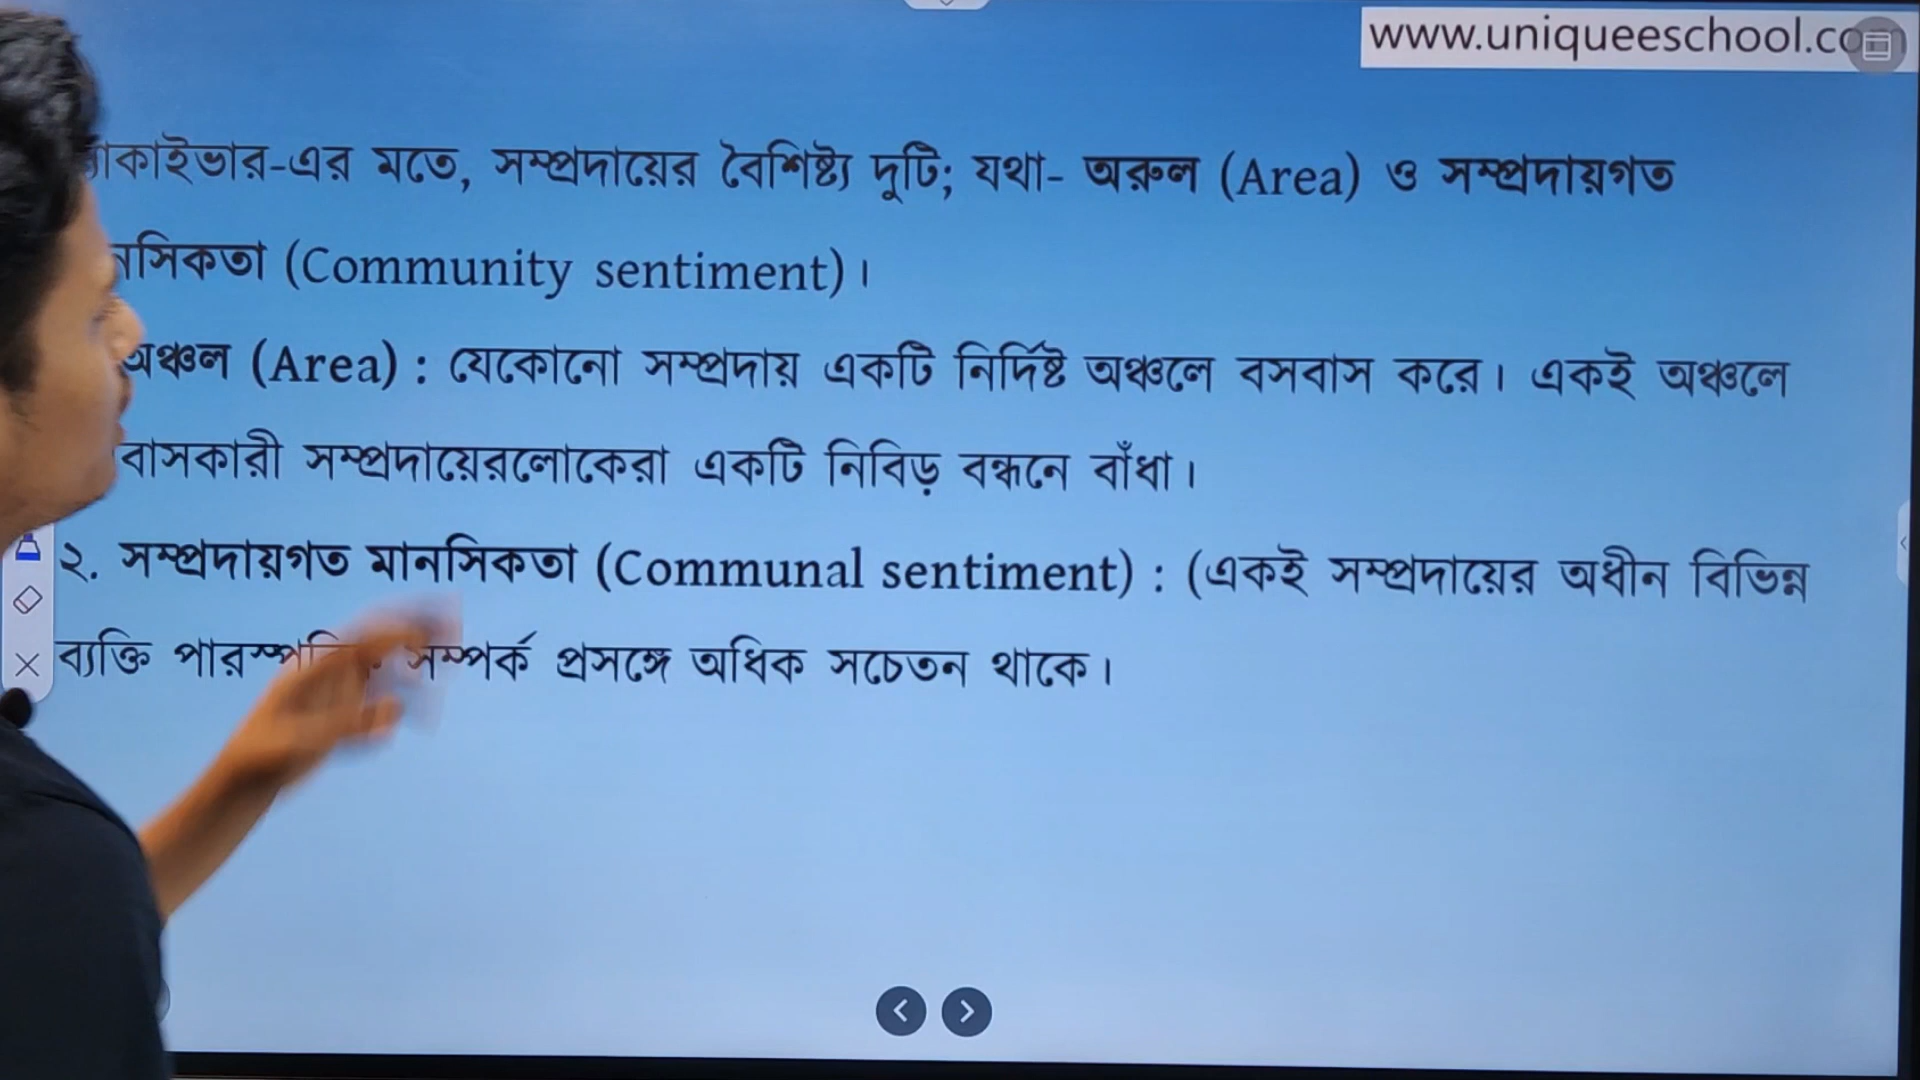 www.uniqueeschool.co
কাইভার-এর মতে, সম্প্রদায়ের বৈশিষ্ট্য দুটি; যথা- অরুল (Area) ও সম্প্রদায়গত
নসিকতা (Community sentiment)।
অঞ্চল (Area) : যেকোনো সম্প্রদায় একটি নির্দিষ্ট অঞ্চলে বসবাস করে। একই অঞ্চলে
বাসকারী সম্প্রদায়েরলোকেরা একটি নিবিড় বন্ধনে বাঁধা।
২. সম্প্রদায়গত মানসিকতা (Communal sentiment) : (একই সম্প্রদায়ের অধীন বিভিন্ন
ব্যক্তি সম্পর্ক প্রসঙ্গে অধিক সচেতন থাকে।